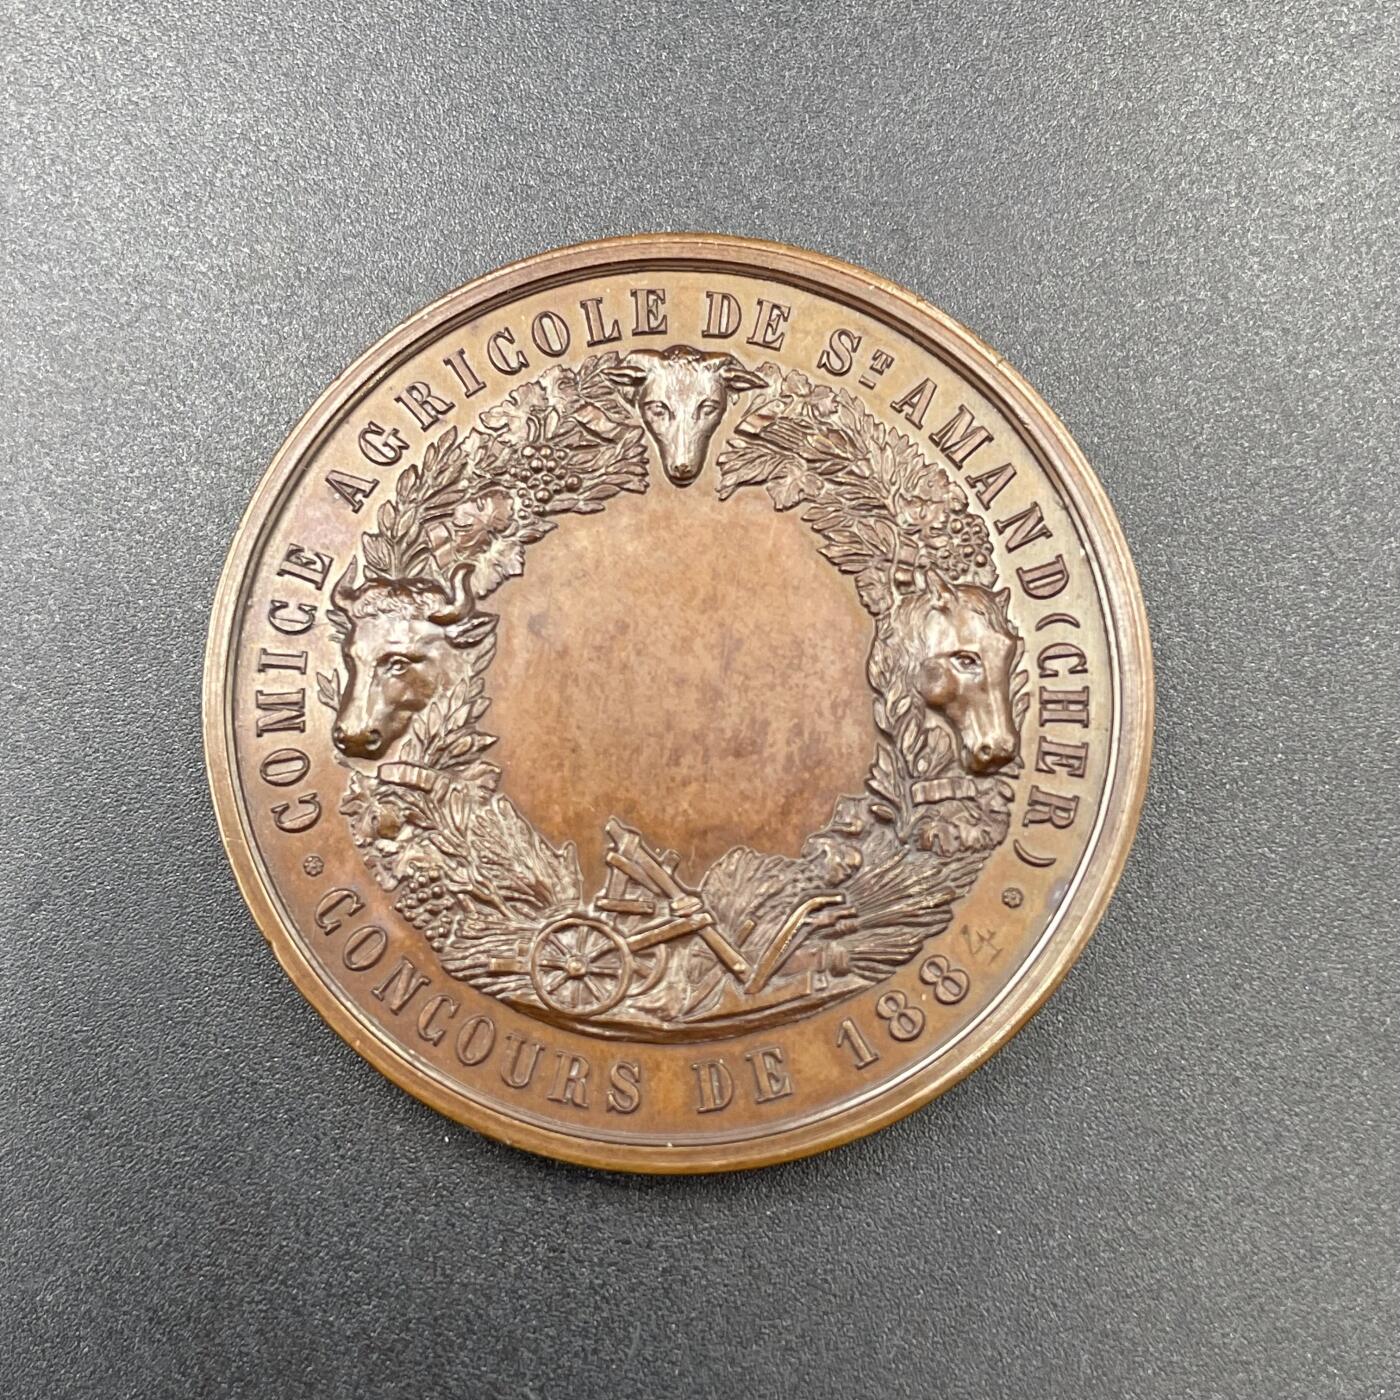 COMICE AGRICOLE DE ST AMAND (CHER)
CONCOURS DE 1884